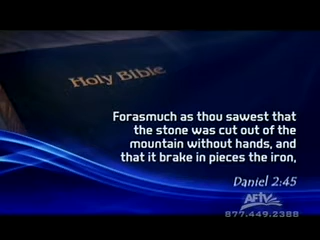 Holy Bible
Forasmuch as thou sawest that
the stone was cut out of the
mountain without hands, and
that it brake in pieces the iron,
Daniel 2:45
AFTV
877.449.2388